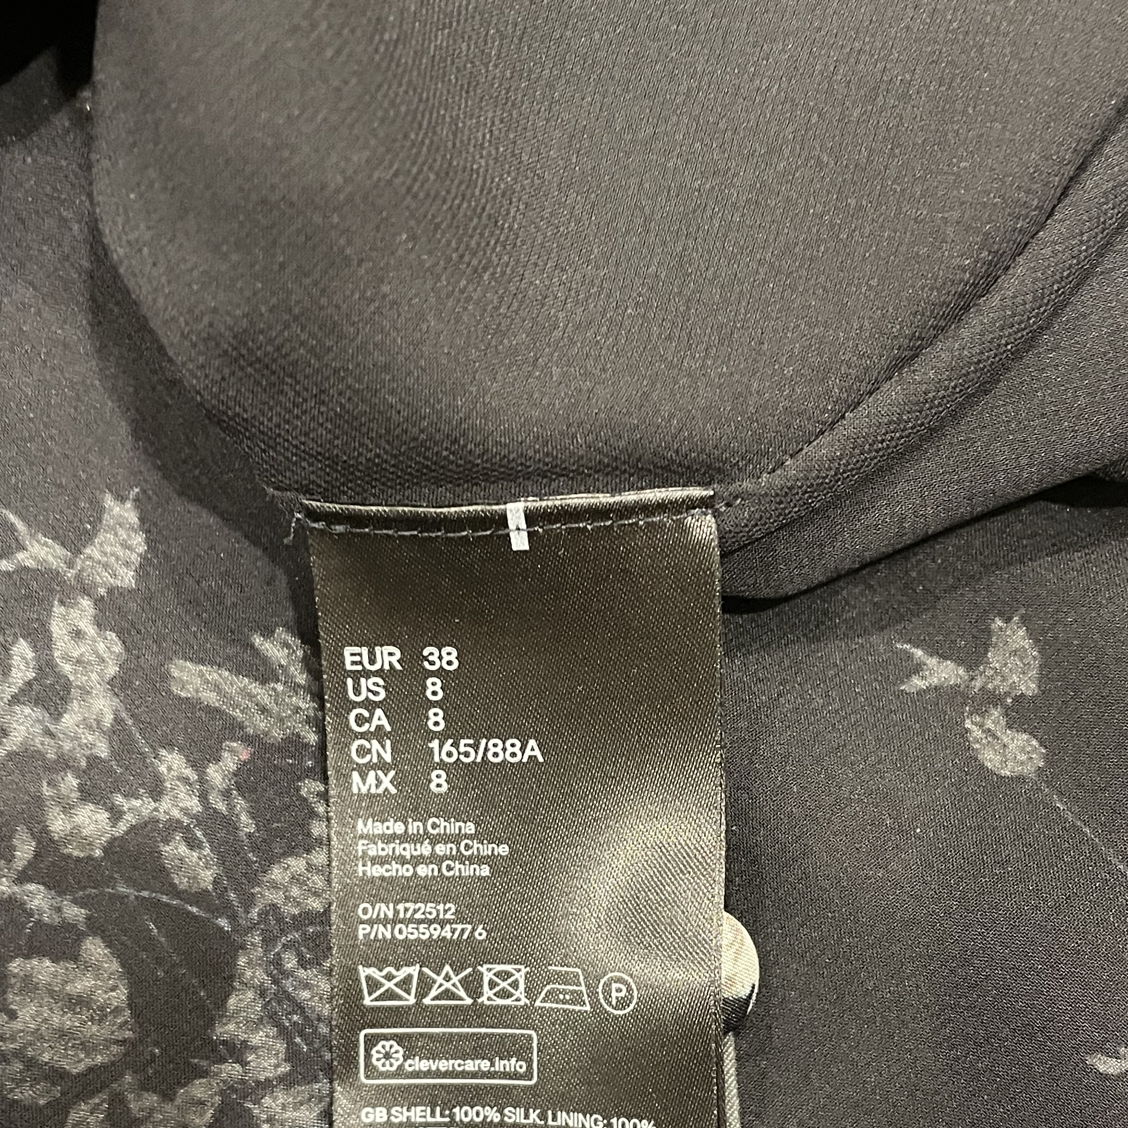 EUR 38
US 8
CA 8
CN 165/88A
MX 8
Made in China
Fabriqué en Chine
Hecho en China
O/N 172512
P/N 0559477 6
P
clevercare.info
GB SHELL: 100% SILK. LINING: 100%